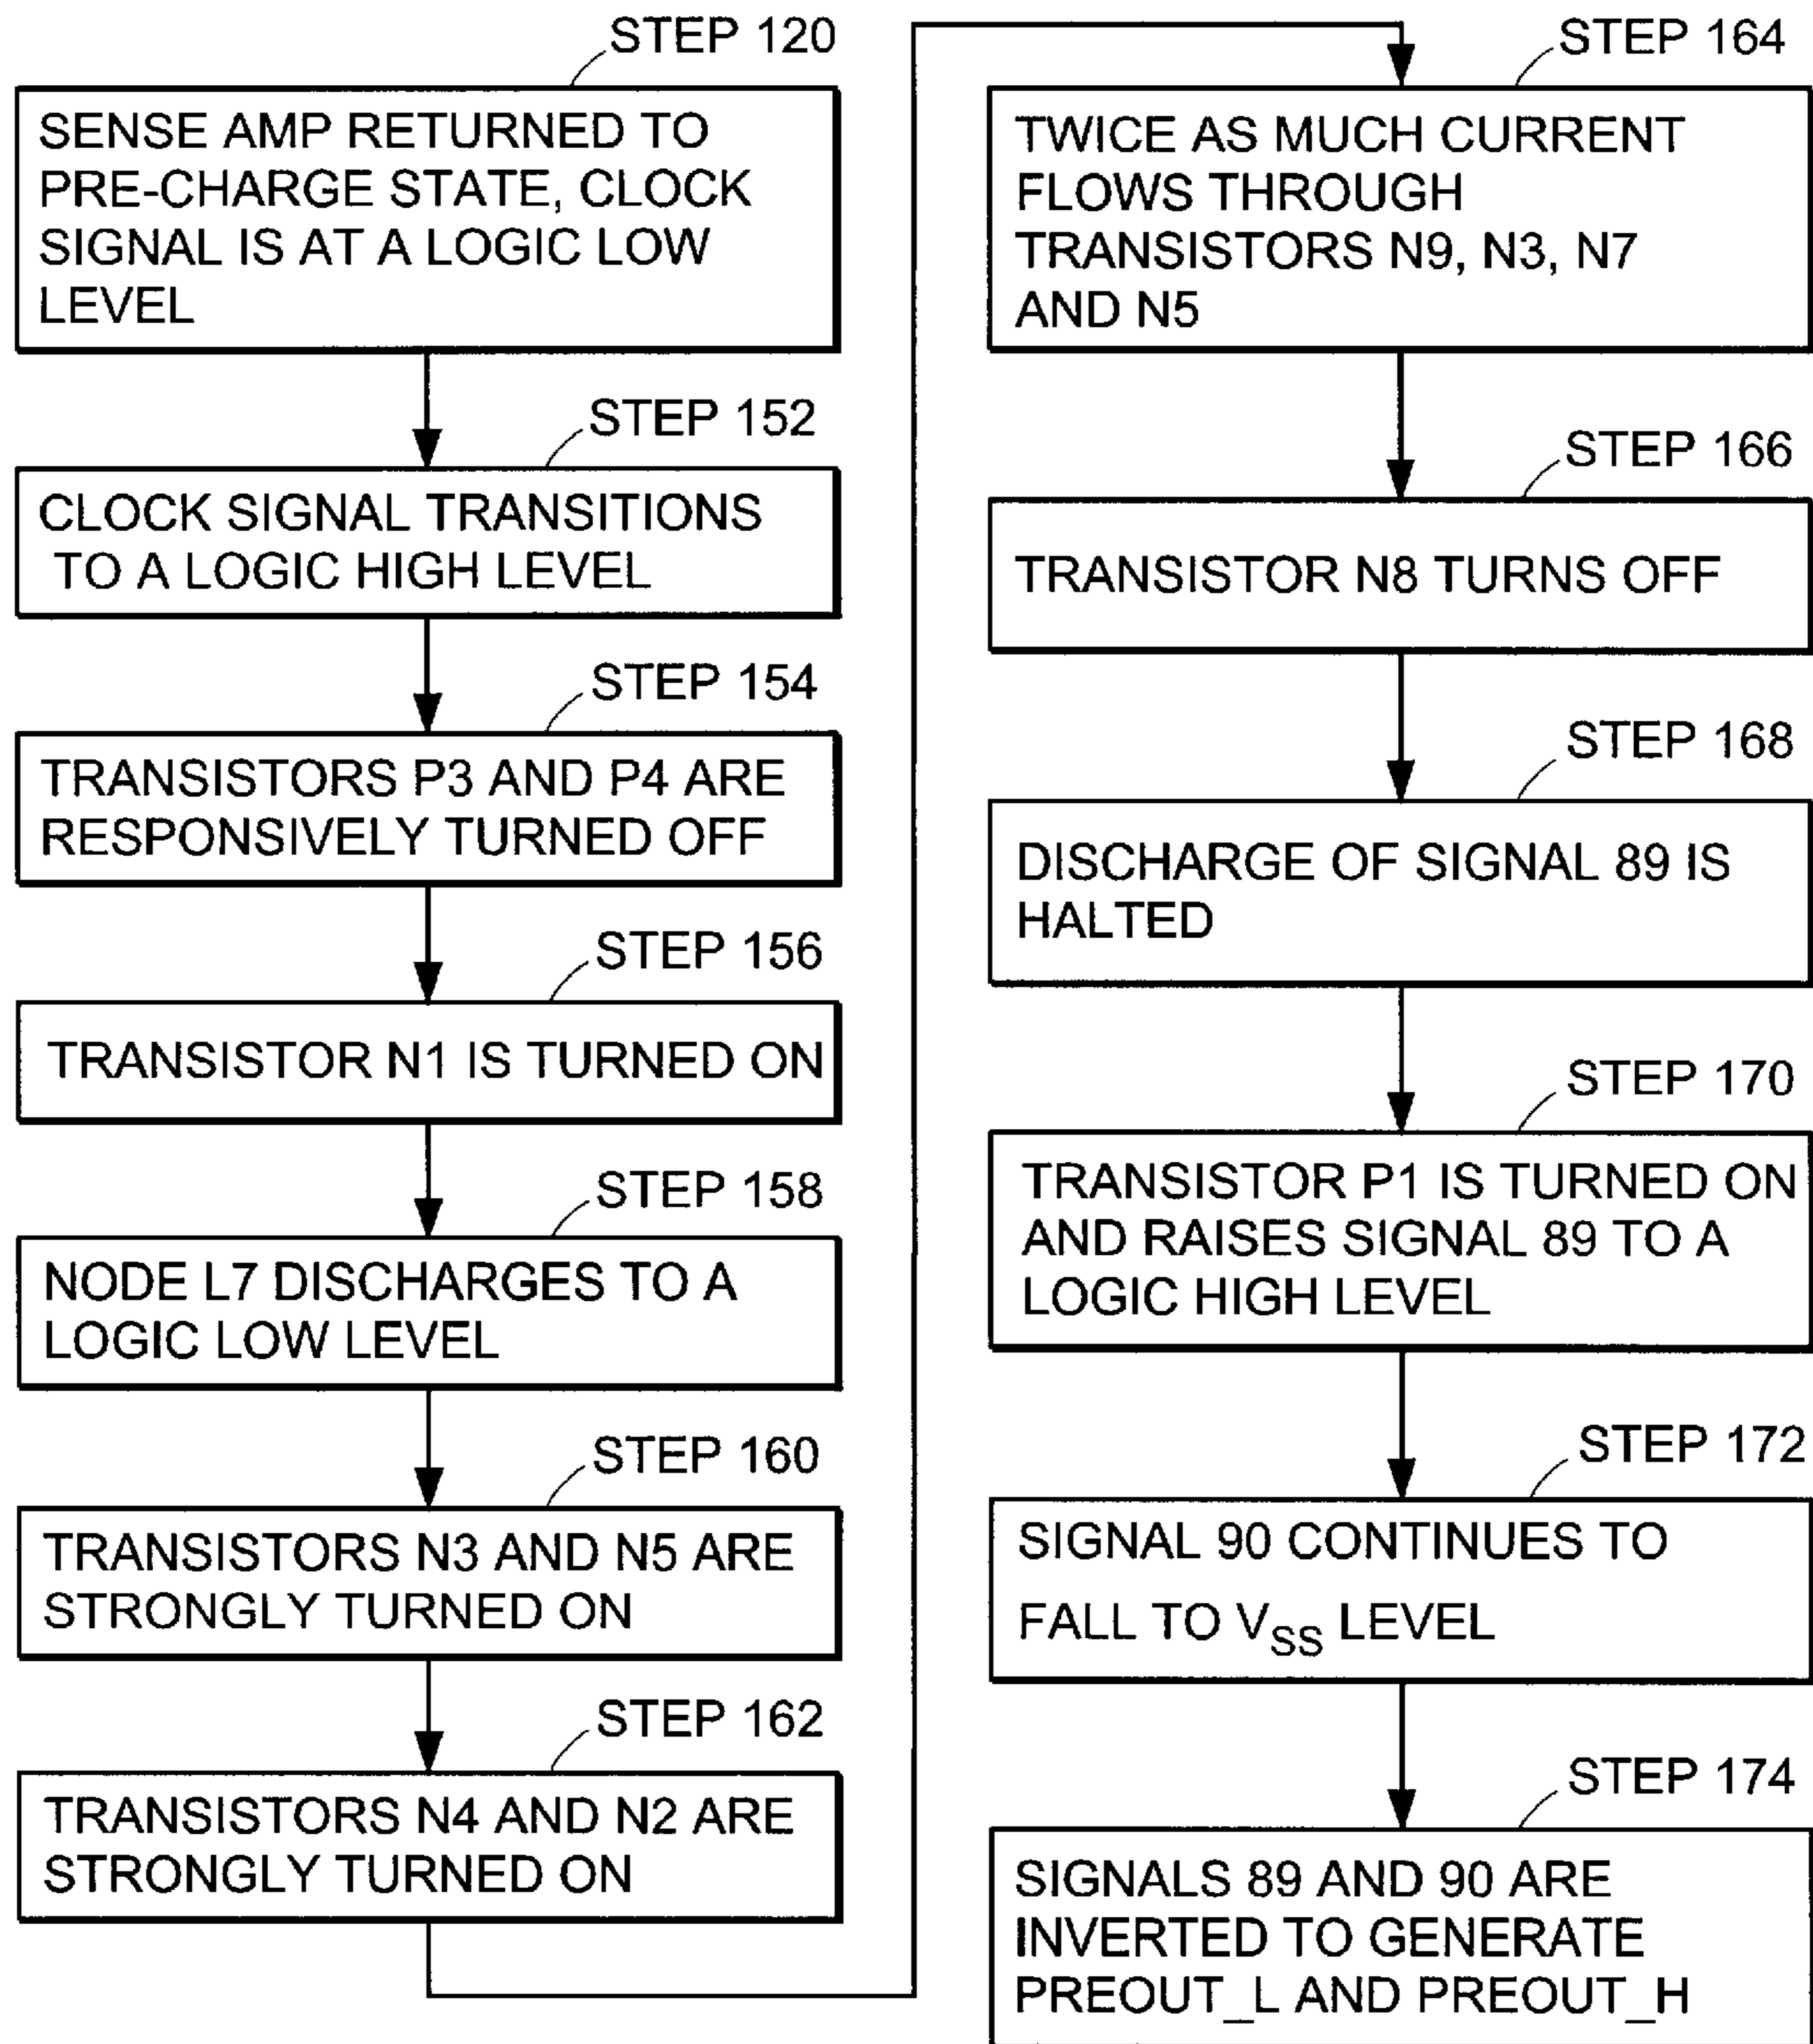 STEP 120
SENSE AMP RETURNED TO
PRE-CHARGE STATE, CLOCK
SIGNAL IS AT A LOGIC LOW
LEVEL
STEP 152
CLOCK SIGNAL TRANSITIONS
TO A LOGIC HIGH LEVEL
STEP 154
TRANSISTORS P3 AND P4 ARE
RESPONSIVELY TURNED OFF
STEP 156
TRANSISTOR N1 IS TURNED ON
STEP 158
NODE L7 DISCHARGES TO A
LOGIC LOW LEVEL
STEP 160
TRANSISTORS N3 AND N5 ARE
STRONGLY TURNED ON
STEP 162
TRANSISTORS N4 AND N2 ARE
STRONGLY TURNED ON
STEP 164
TWICE AS MUCH CURRENT
FLOWS THROUGH
TRANSISTORS N9, N3, N7
AND N5
STEP 166
TRANSISTOR N8 TURNS OFF
STEP 168
DISCHARGE OF SIGNAL 89 IS
HALTED
STEP 170
TRANSISTOR P1 IS TURNED ON
AND RAISES SIGNAL 89 TO A
LOGIC HIGH LEVEL
STEP 172
SIGNAL 90 CONTINUES TO
FALL TO VSS LEVEL
STEP 174
SIGNALS 89 AND 90 ARE
INVERTED TO GENERATE
PREOUT_L AND PREOUT_H